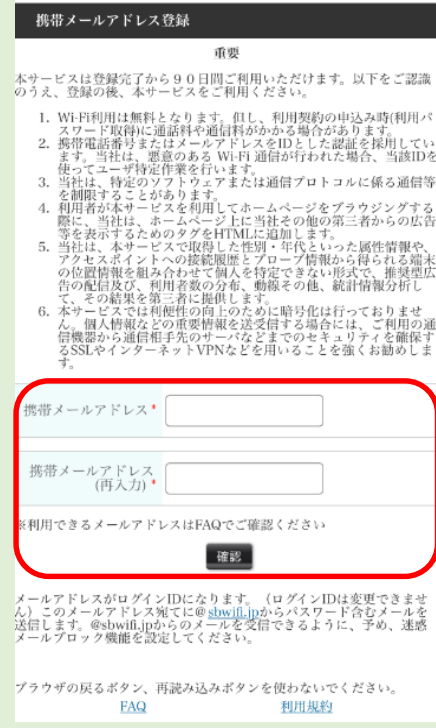 携帯メールアドレス登録
重要
本サービスは登録完了から９０日間ご利用いただけます。以下をご認識
のうえ、登録の後、本サービスをご利用ください。
1. Wi-Fi利用は無料となります。但し、利用契約の申込み時(利用パ
スワード取得)に通話料や通信料がかかる場合があります。
2. 携帯電話番号またはメールアドレスをIDとした認証を採用してい
ます。当社は、悪意のある Wi-Fi 通信が行われた場合、当該IDを
使ってユーザ特定作業を行います。
3. 当社は、特定のソフトウェアまたは通信プロトコルに係る通信等
を制限することがあります。
4. 利用者が本サービスを利用してホームページをブラウジングする
際に、当社は、ホームページ上に当社その他の第三者からの広告
等を表示するためのタグをHTMLに追加します。
5. 当社は、本サービスで取得した性別・年代といった属性情報や、
アクセスポイントへの接続履歴とプローブ情報から得られる端末
の位置情報を組み合わせて個人を特定できない形式で、推奨型広
告の配信及び、利用者数の分布、動線その他、統計情報分析し
て、その結果を第三者に提供します。
6. 本サービスでは利便性の向上のために暗号化は行っておりませ
ん。個人情報などの重要情報を送受信する場合には、ご利用の通
信機器から通信相手先のサーバなどまでのセキュリティを確保す
るSSLやインターネットVPNなどを用いることを強くお勧めしま
す。
携帯メールアドレス*
携帯メールアドレス
(再入力)*
※利用できるメールアドレスはFAQでご確認ください
確認
メールアドレスがログインIDになります。（ログインIDは変更できませ
ん）このメールアドレス宛てに@sbwifi.jpからパスワード含むメールを
送信します。@sbwifi.jpからのメールを受信できるように、予め、迷惑
メールブロック機能を設定してください。
ブラウザの戻るボタン、再読み込みボタンを使わないでください。
FAQ 利用規約